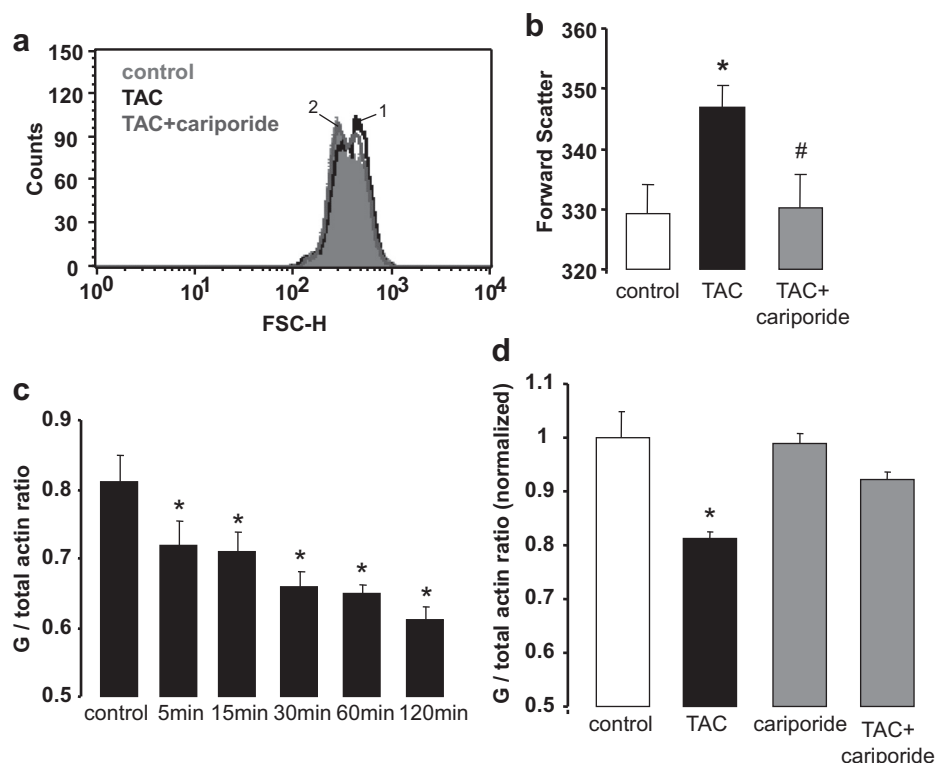 a
150
120
90
60
30
0
Counts
control
TAC
TAC+cariporide
2
1
10^0
10^1
10^2
10^3
10^4
FSC-H
b
360
350
340
330
320
Forward Scatter
*
#
control
TAC
TAC+
cariporide
c
0.9
0.8
0.7
0.6
0.5
G / total actin ratio
*
*
*
*
*
control
5min
15min
30min
60min
120min
d
1.1
1
0.9
0.8
0.7
0.6
0.5
G / total actin ratio (normalized)
*
control
TAC
cariporide
TAC+
cariporide